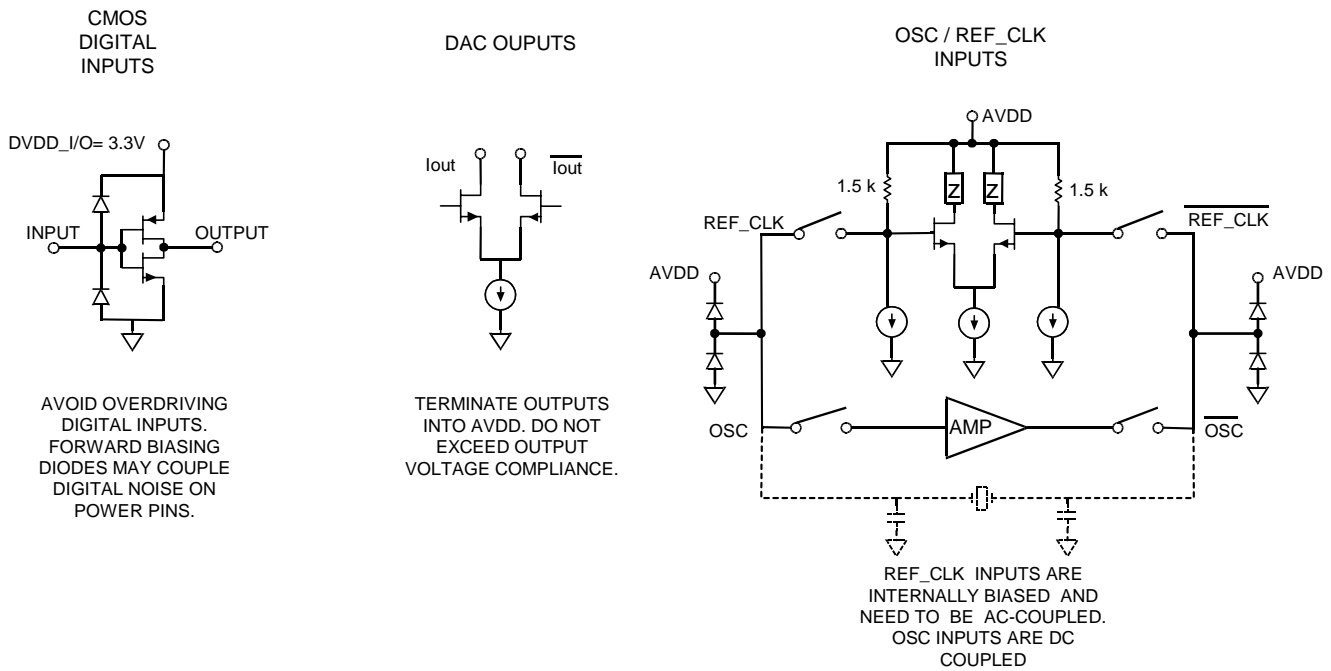 CMOS
DIGITAL
INPUTS
DVDD_I/O= 3.3V
INPUT
OUTPUT
AVOID OVERDRIVING
DIGITAL INPUTS.
FORWARD BIASING
DIODES MAY COUPLE
DIGITAL NOISE ON
POWER PINS.
DAC OUPUTS
Iout
Iout
TERMINATE OUTPUTS
INTO AVDD. DO NOT
EXCEED OUTPUT
VOLTAGE COMPLIANCE.
OSC / REF_CLK
INPUTS
AVDD
1.5 k
Z
Z
1.5 k
REF_CLK
REF_CLK
AVDD
AVDD
OSC
AMP
OSC
REF_CLK INPUTS ARE
INTERNALLY BIASED AND
NEED TO BE AC-COUPLED.
OSC INPUTS ARE DC
COUPLED